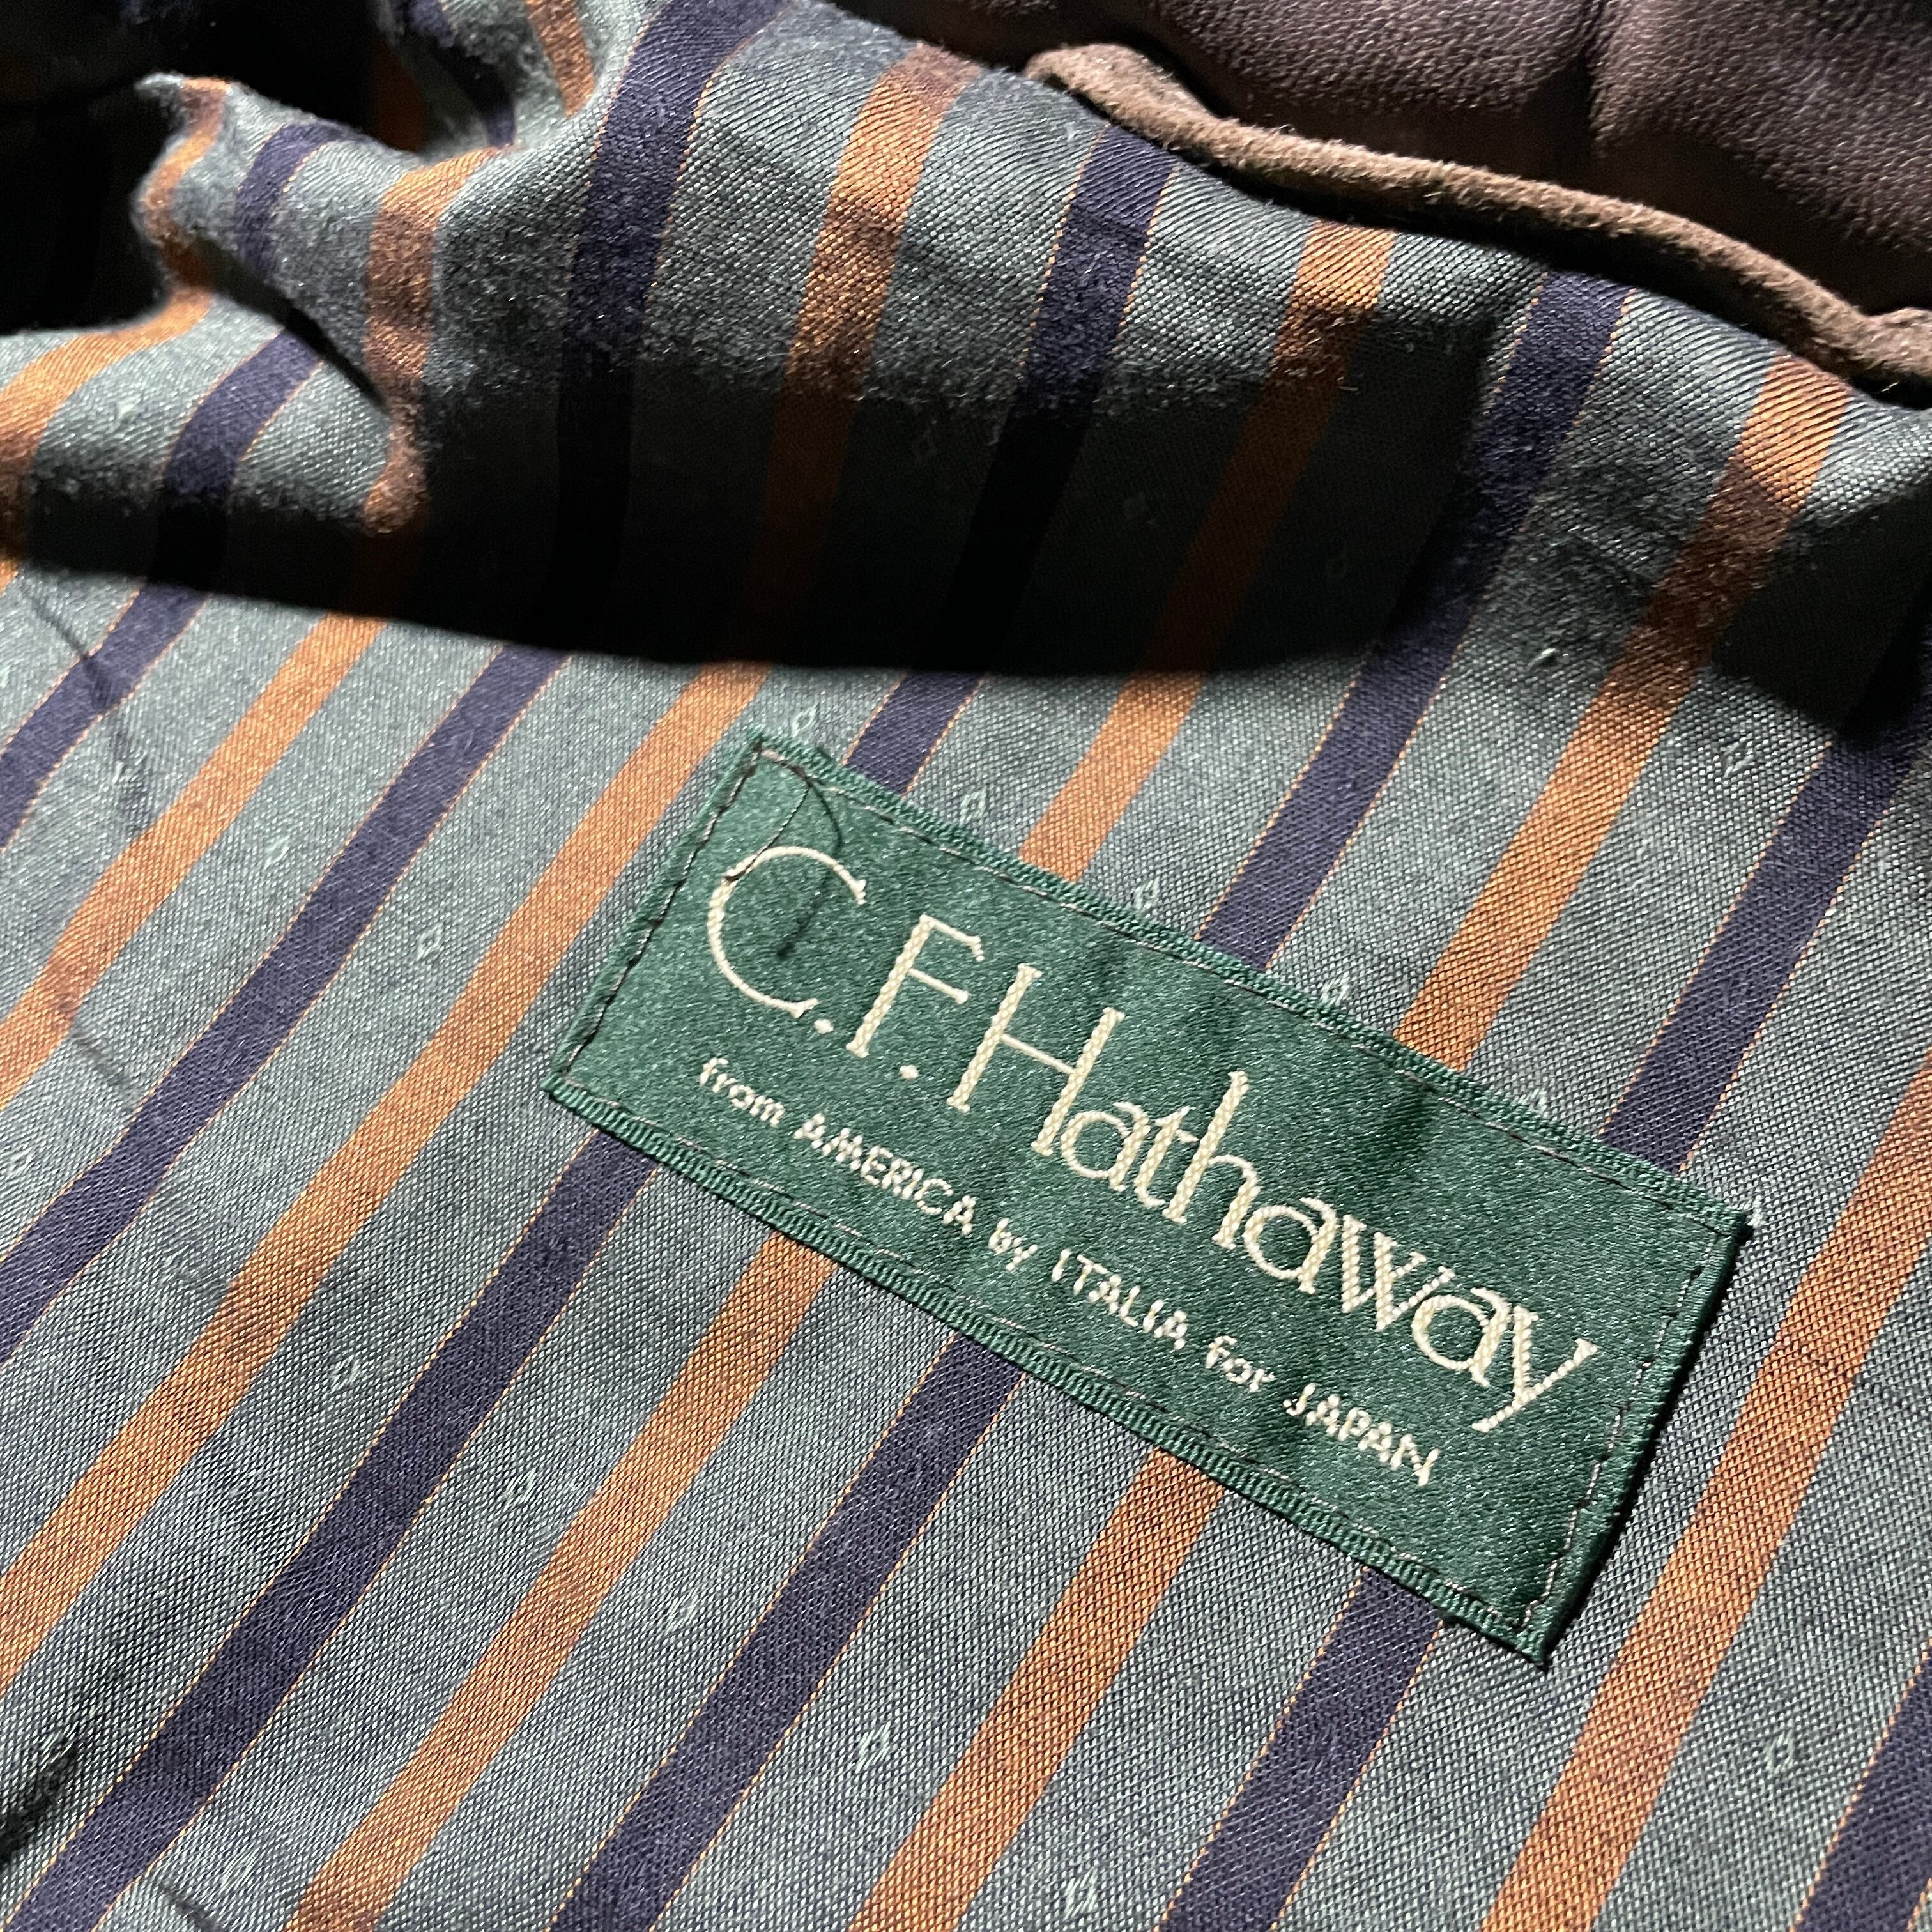 C.F. Hathaway
from AMERICA by ITALIA for JAPAN